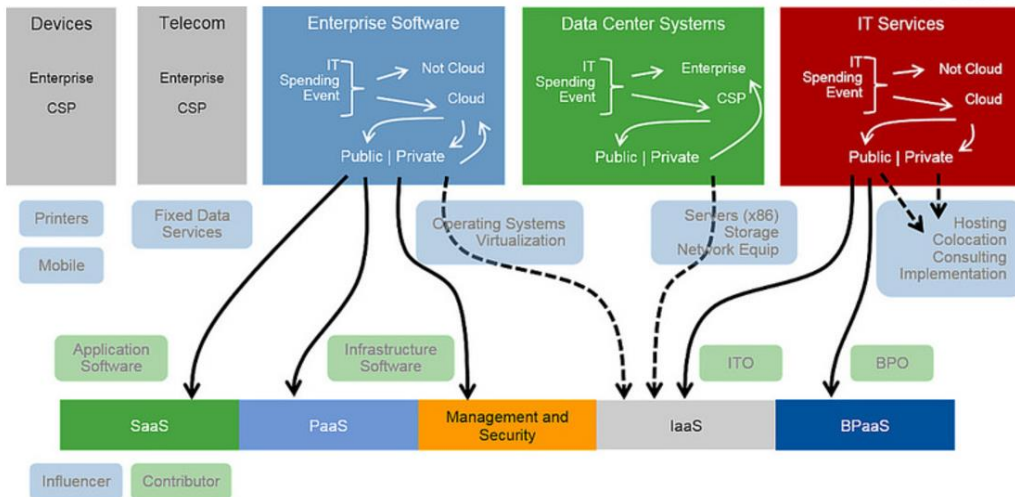 Devices
Enterprise
CSP
Telecom
Enterprise
CSP
Enterprise Software
IT
Spending
Event
Not Cloud
Cloud
Public | Private
Data Center Systems
IT
Spending
Event
Enterprise
CSP
Public | Private
IT Services
IT
Spending
Event
Not Cloud
Cloud
Public | Private
Printers
Mobile
Fixed Data
Services
Operating Systems
Virtualization
Servers (x86)
Storage
Network Equip
Hosting
Colocation
Consulting
Implementation
Application
Software
Infrastructure
Software
ITO
BPO
SaaS
PaaS
Management and
Security
IaaS
BPaaS
Influencer
Contributor